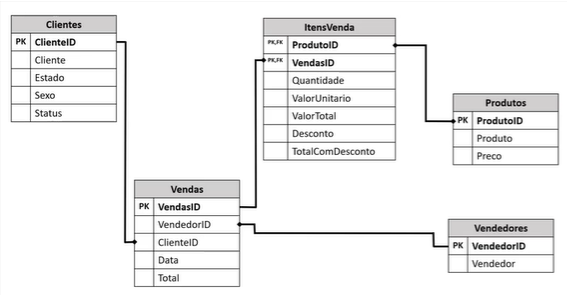 Clientes
PK ClienteID
Cliente
Estado
Sexo
Status
ItensVenda
PK,FK ProdutoID
PK,FK VendasID
Quantidade
ValorUnitario
ValorTotal
Desconto
TotalComDesconto
Produtos
PK ProdutoID
Produto
Preco
Vendas
PK VendasID
VendedorID
ClienteID
Data
Total
Vendedores
PK VendedorID
Vendedor